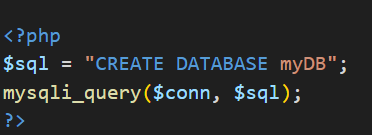 <?php
$sql = "CREATE DATABASE myDB";
mysqli_query($conn, $sql);
?>